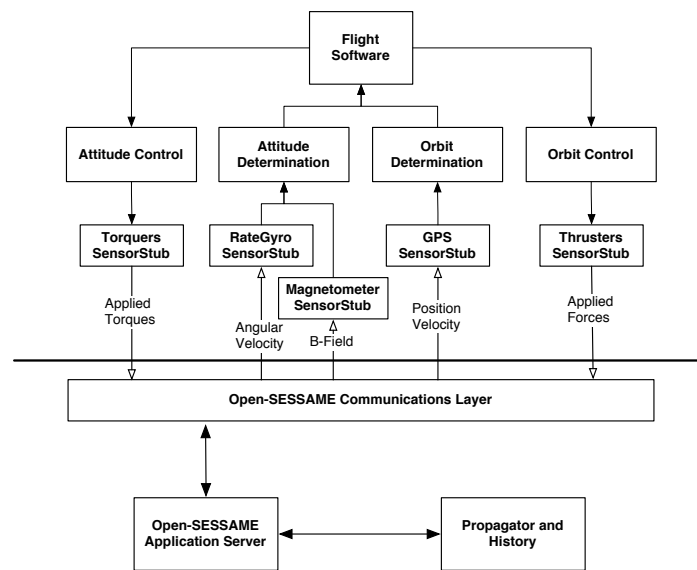 Flight
Software
Attitude Control
Attitude
Determination
Orbit
Determination
Orbit Control
Torquers
SensorStub
RateGyro
SensorStub
GPS
SensorStub
Thrusters
SensorStub
Magnetometer
SensorStub
Applied
Torques
Angular
Velocity
B-Field
Position
Velocity
Applied
Forces
Open-SESSAME Communications Layer
Open-SESSAME
Application Server
Propagator and
History